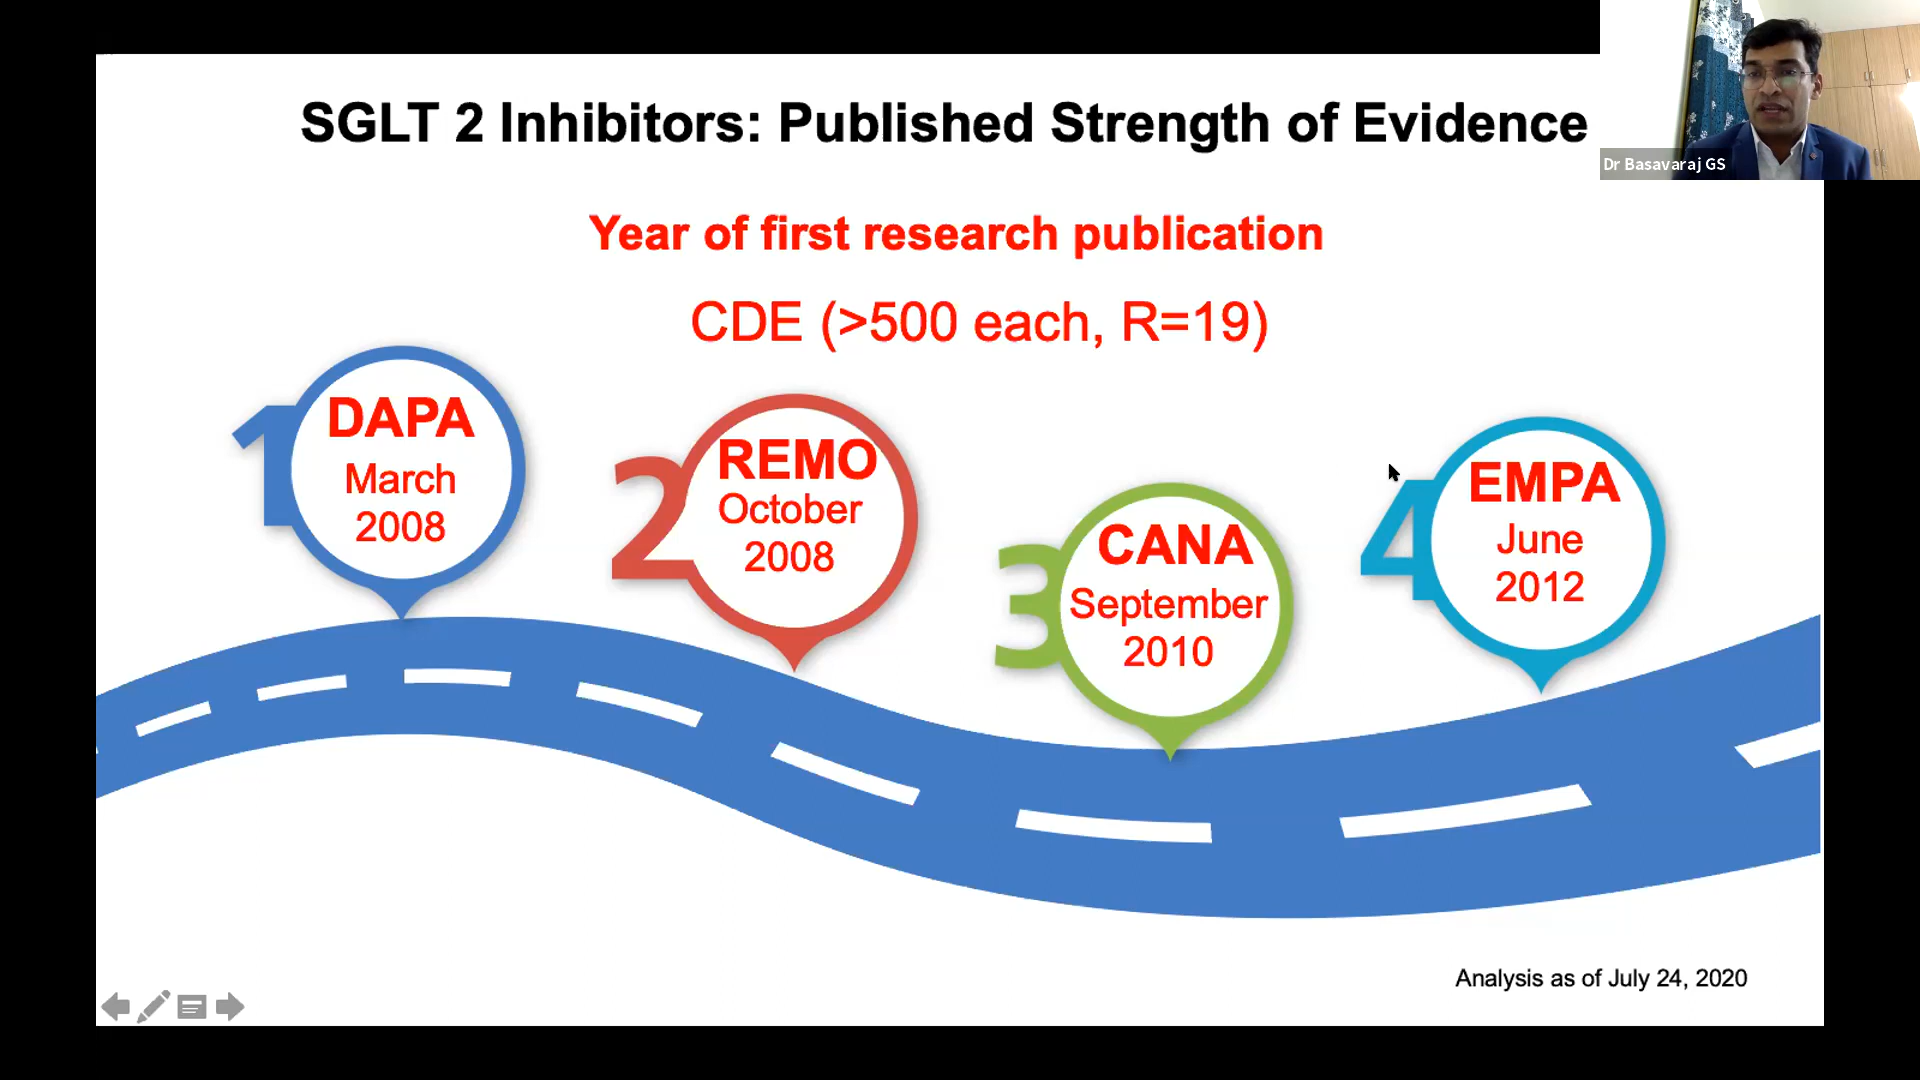 SGLT 2 Inhibitors: Published Strength of Evidence
Dr Basavaraj GS
Year of first research publication
CDE (>500 each, R=19)
1
DAPA
March
2008
2
REMO
October
2008
3
CANA
September
2010
4
EMPA
June
2012
Analysis as of July 24, 2020